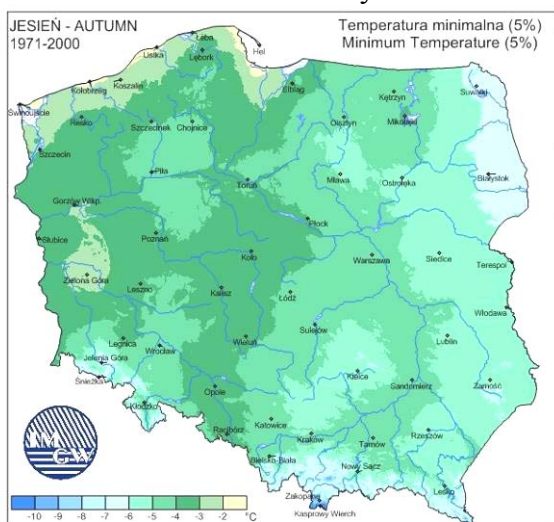 JESIEŃ - AUTUMN
1971-2000
Temperatura minimalna (5%)
Minimum Temperature (5%)
Łeba
Hel
Ustka
Lębork
Koszalin
Kołobrzeg
Elbląg
Kętrzyn
Suwałki
Świnoujście
Resko
Szczecinek
Chojnice
Olsztyn
Mikołajki
Szczecin
Piła
Toruń
Mława
Ostrołęka
Białystok
Gorzów Wlkp.
Słubice
Poznań
Koło
Płock
Warszawa
Siedlce
Terespol
Zielona Góra
Leszno
Kalisz
Łódź
Włodawa
Legnica
Wrocław
Wieluń
Sulejów
Lublin
Jelenia Góra
Śnieżka
Kłodzko
Opole
Kielce
Sandomierz
Zamość
Racibórz
Katowice
Kraków
Tarnów
Rzeszów
Bielsko-Biała
Nowy Sącz
Lesko
Zakopane
Kasprowy Wierch
IM
GW
-10 -9 -8 -7 -6 -5 -4 -3 -2 °C